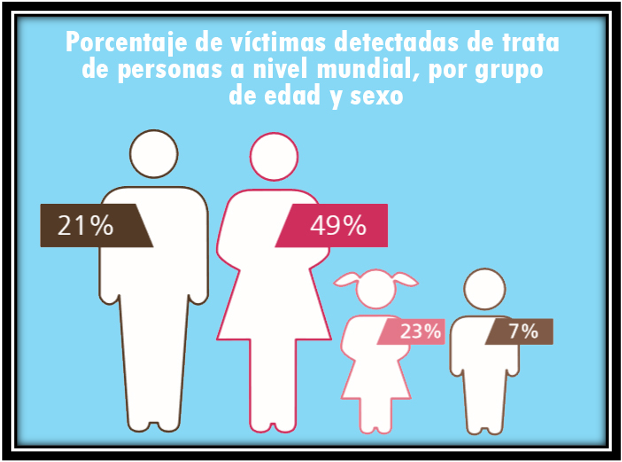 Porcentaje de víctimas detectadas de trata
de personas a nivel mundial, por grupo
de edad y sexo
21%
49%
23%
7%